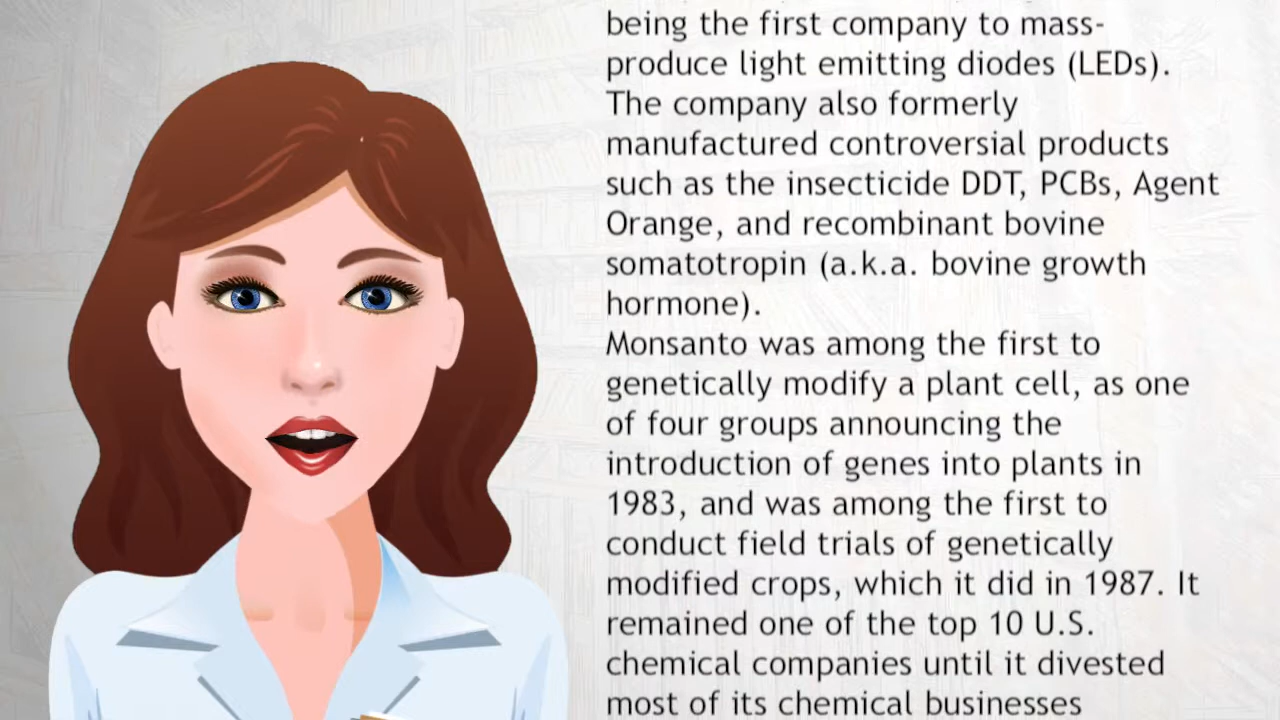 being the first company to mass-
produce light emitting diodes (LEDs).
The company also formerly
manufactured controversial products
such as the insecticide DDT, PCBs, Agent
Orange, and recombinant bovine
somatotropin (a.k.a. bovine growth
hormone).
Monsanto was among the first to
genetically modify a plant cell, as one
of four groups announcing the
introduction of genes into plants in
1983, and was among the first to
conduct field trials of genetically
modified crops, which it did in 1987. It
remained one of the top 10 U.S.
chemical companies until it divested
most of its chemical businesses